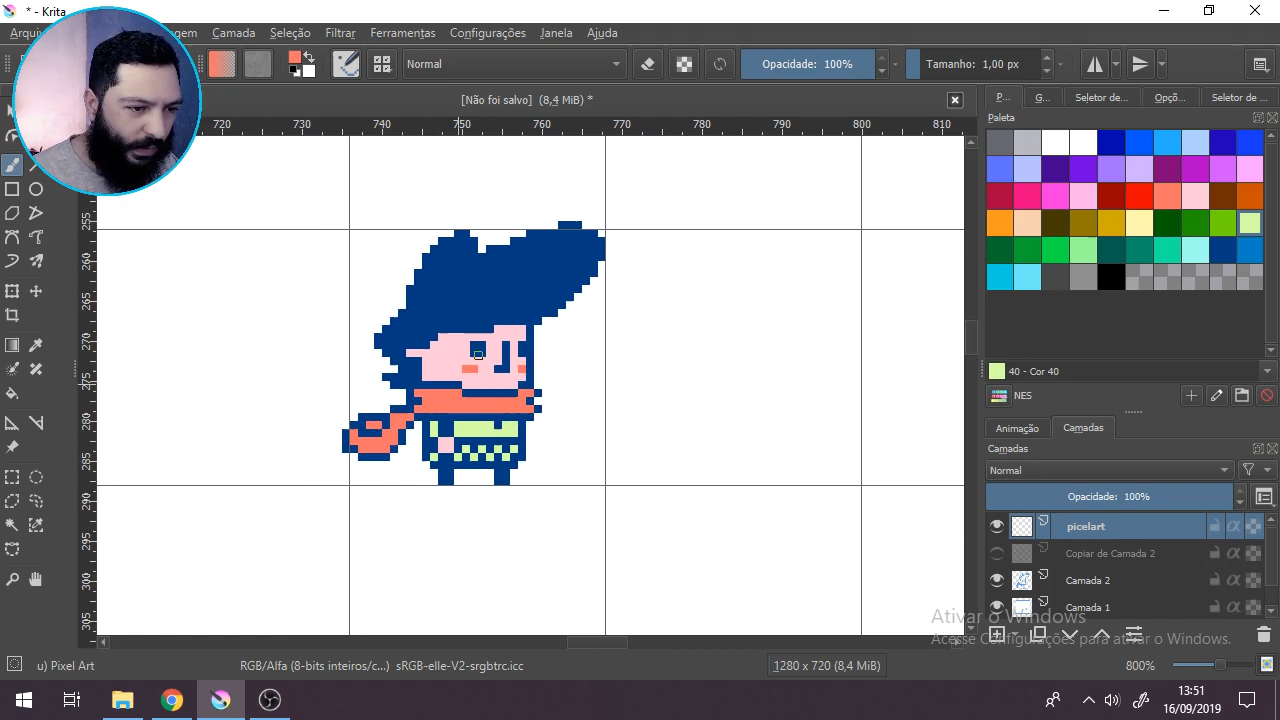 * - Krita
Arqu
agem
Camada
Seleção
Filtrar
Ferramentas
Configurações
Janela
Ajuda
Normal
Opacidade: 100%
Tamanho: 1,00 px
[Não foi salvo] (8,4 MiB) *
P...
G...
Seletor de...
Opçõ...
Seletor de ...
720
730
740
750
760
770
780
790
800
810
Paleta
255
260
265
270
275
280
285
290
295
300
305
40 - Cor 40
NES
Animação
Camadas
Camadas
Normal
Opacidade: 100%
picelart
Copiar de Camada 2
Camada 2
Camada 1
Ativar o Windows
Acesse Configurações para ativar o Windows.
u) Pixel Art
RGB/Alfa (8-bits inteiros/c...) sRGB-elle-V2-srgbtrc.icc
1280 x 720 (8,4 MiB)
800%
13:51
16/09/2019